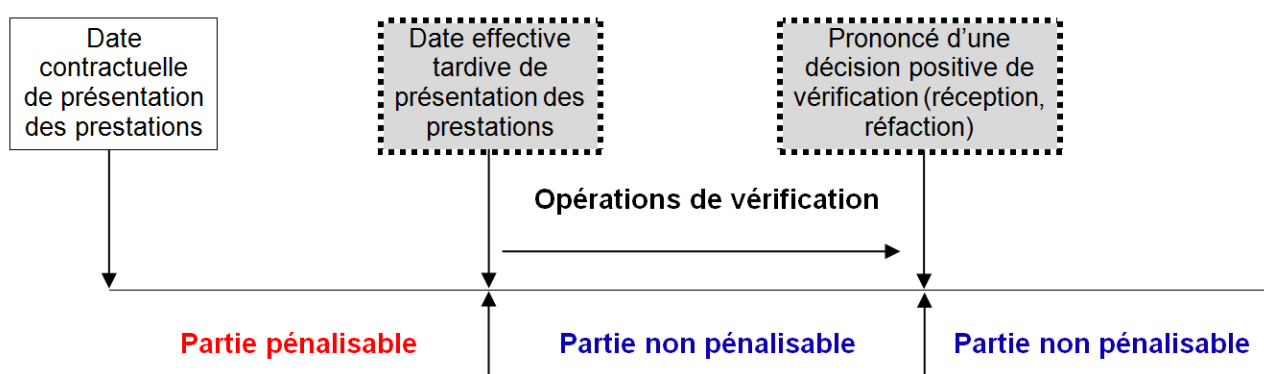 Date
contractuelle
de présentation
des prestations
Date effective
tardive de
présentation des
prestations
Prononcé d'une
décision positive de
vérification (réception,
réfaction)
Opérations de vérification
Partie pénalisable
Partie non pénalisable
Partie non pénalisable